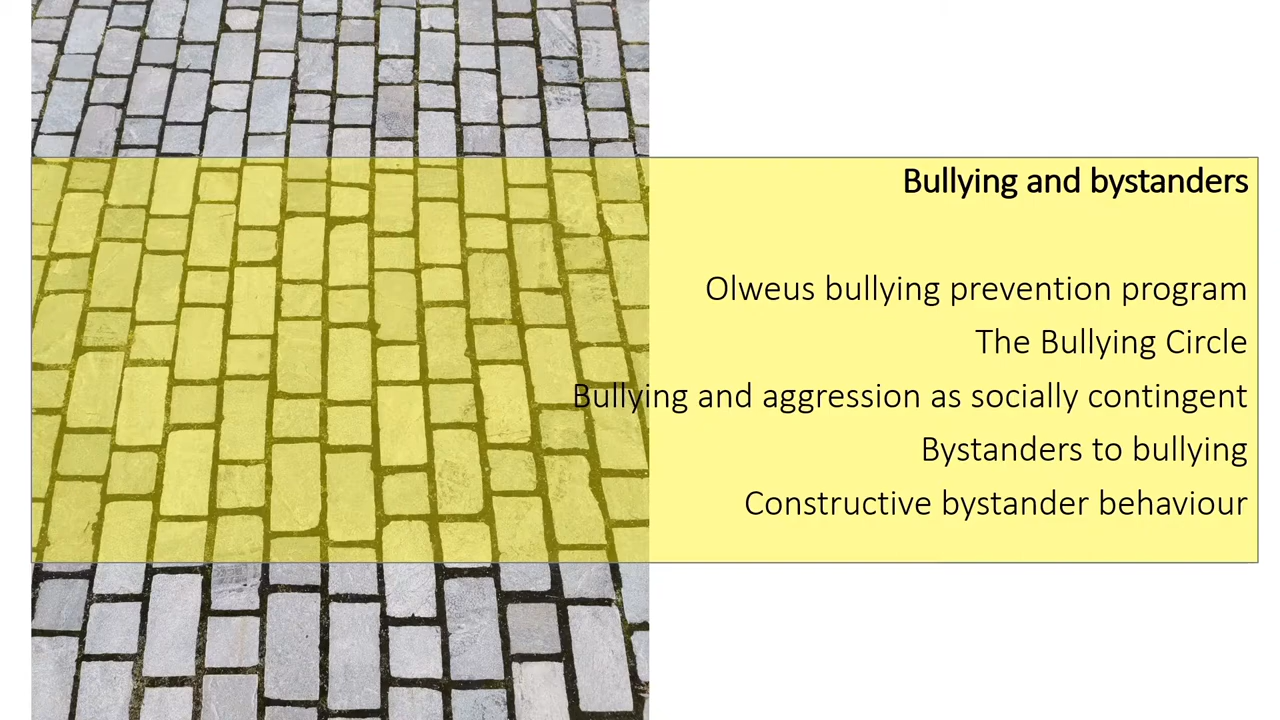 Bullying and bystanders
Olweus bullying prevention program
The Bullying Circle
Bullying and aggression as socially contingent
Bystanders to bullying
Constructive bystander behaviour